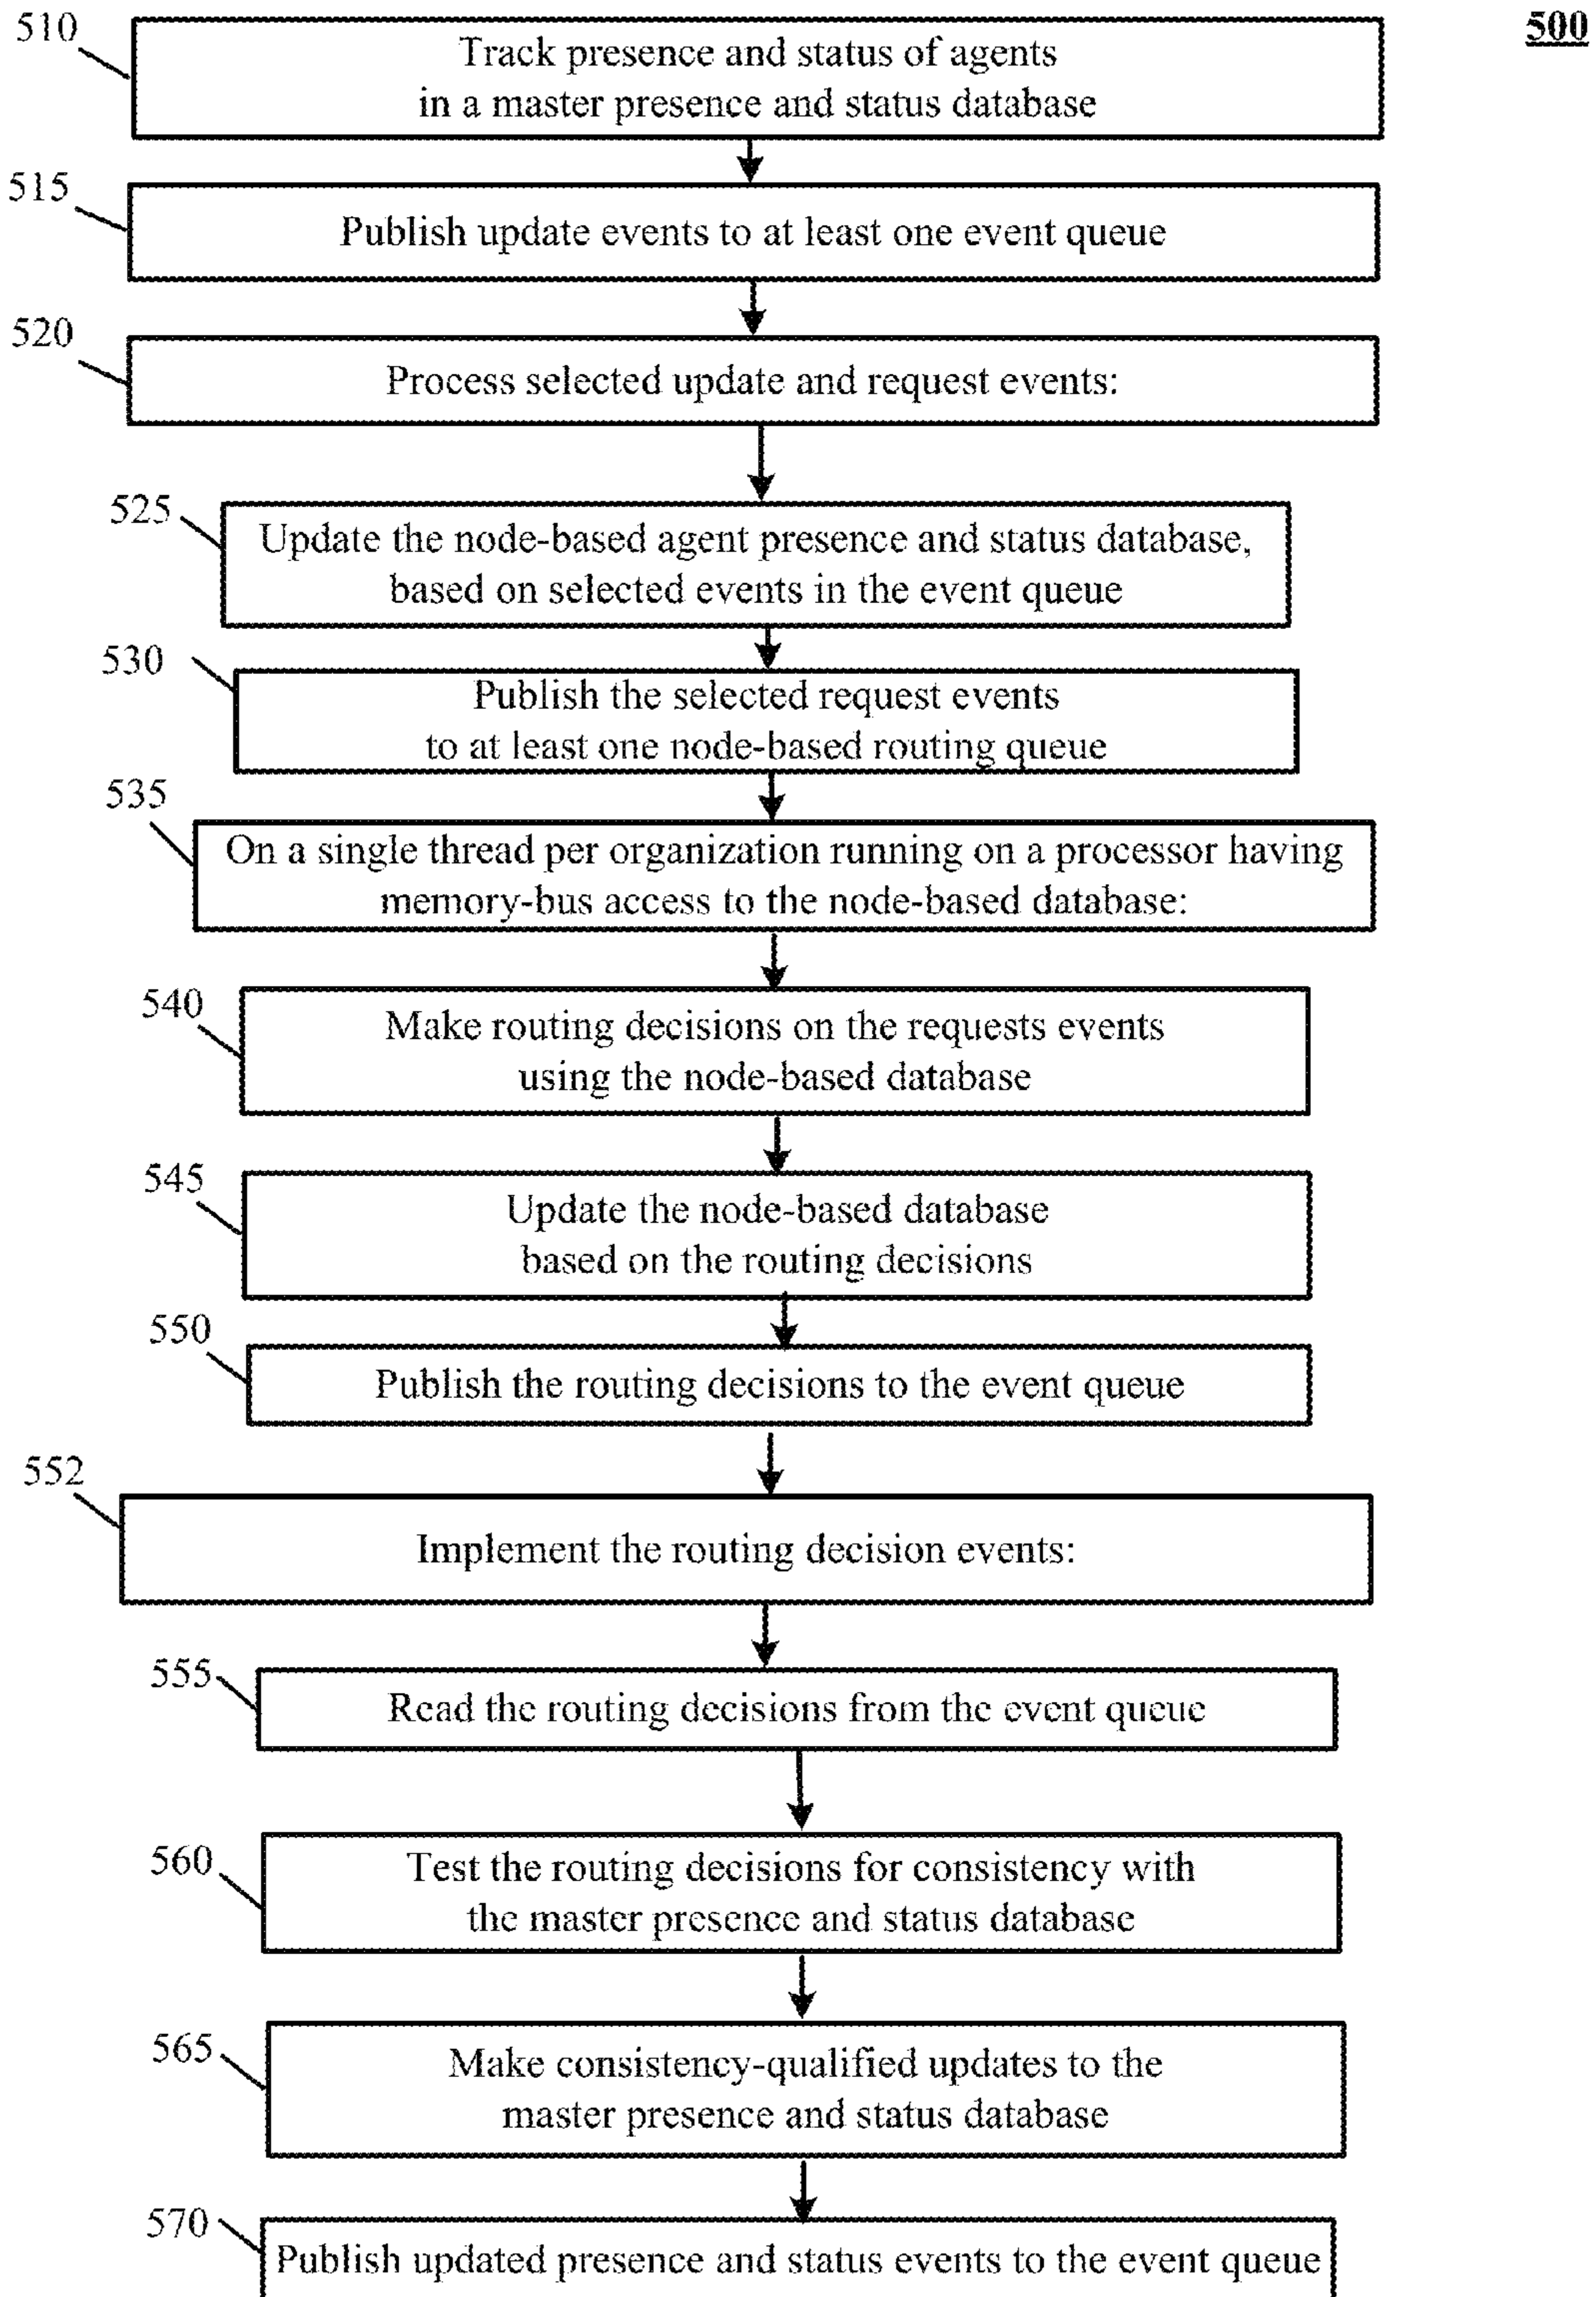 500
510
Track presence and status of agents
in a master presence and status database
515
Publish update events to at least one event queue
520
Process selected update and request events:
525
Update the node-based agent presence and status database,
based on selected events in the event queue
530
Publish the selected request events
to at least one node-based routing queue
535
On a single thread per organization running on a processor having
memory-bus access to the node-based database:
540
Make routing decisions on the requests events
using the node-based database
545
Update the node-based database
based on the routing decisions
550
Publish the routing decisions to the event queue
552
Implement the routing decision events:
555
Read the routing decisions from the event queue
560
Test the routing decisions for consistency with
the master presence and status database
565
Make consistency-qualified updates to the
master presence and status database
570
Publish updated presence and status events to the event queue